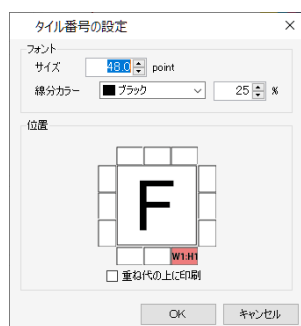 タイル番号の設定
フォント
サイズ 48.0 point
線分カラー ブラック 25 %
位置
F
W1:H1
重ね代の上に印刷
OK キャンセル